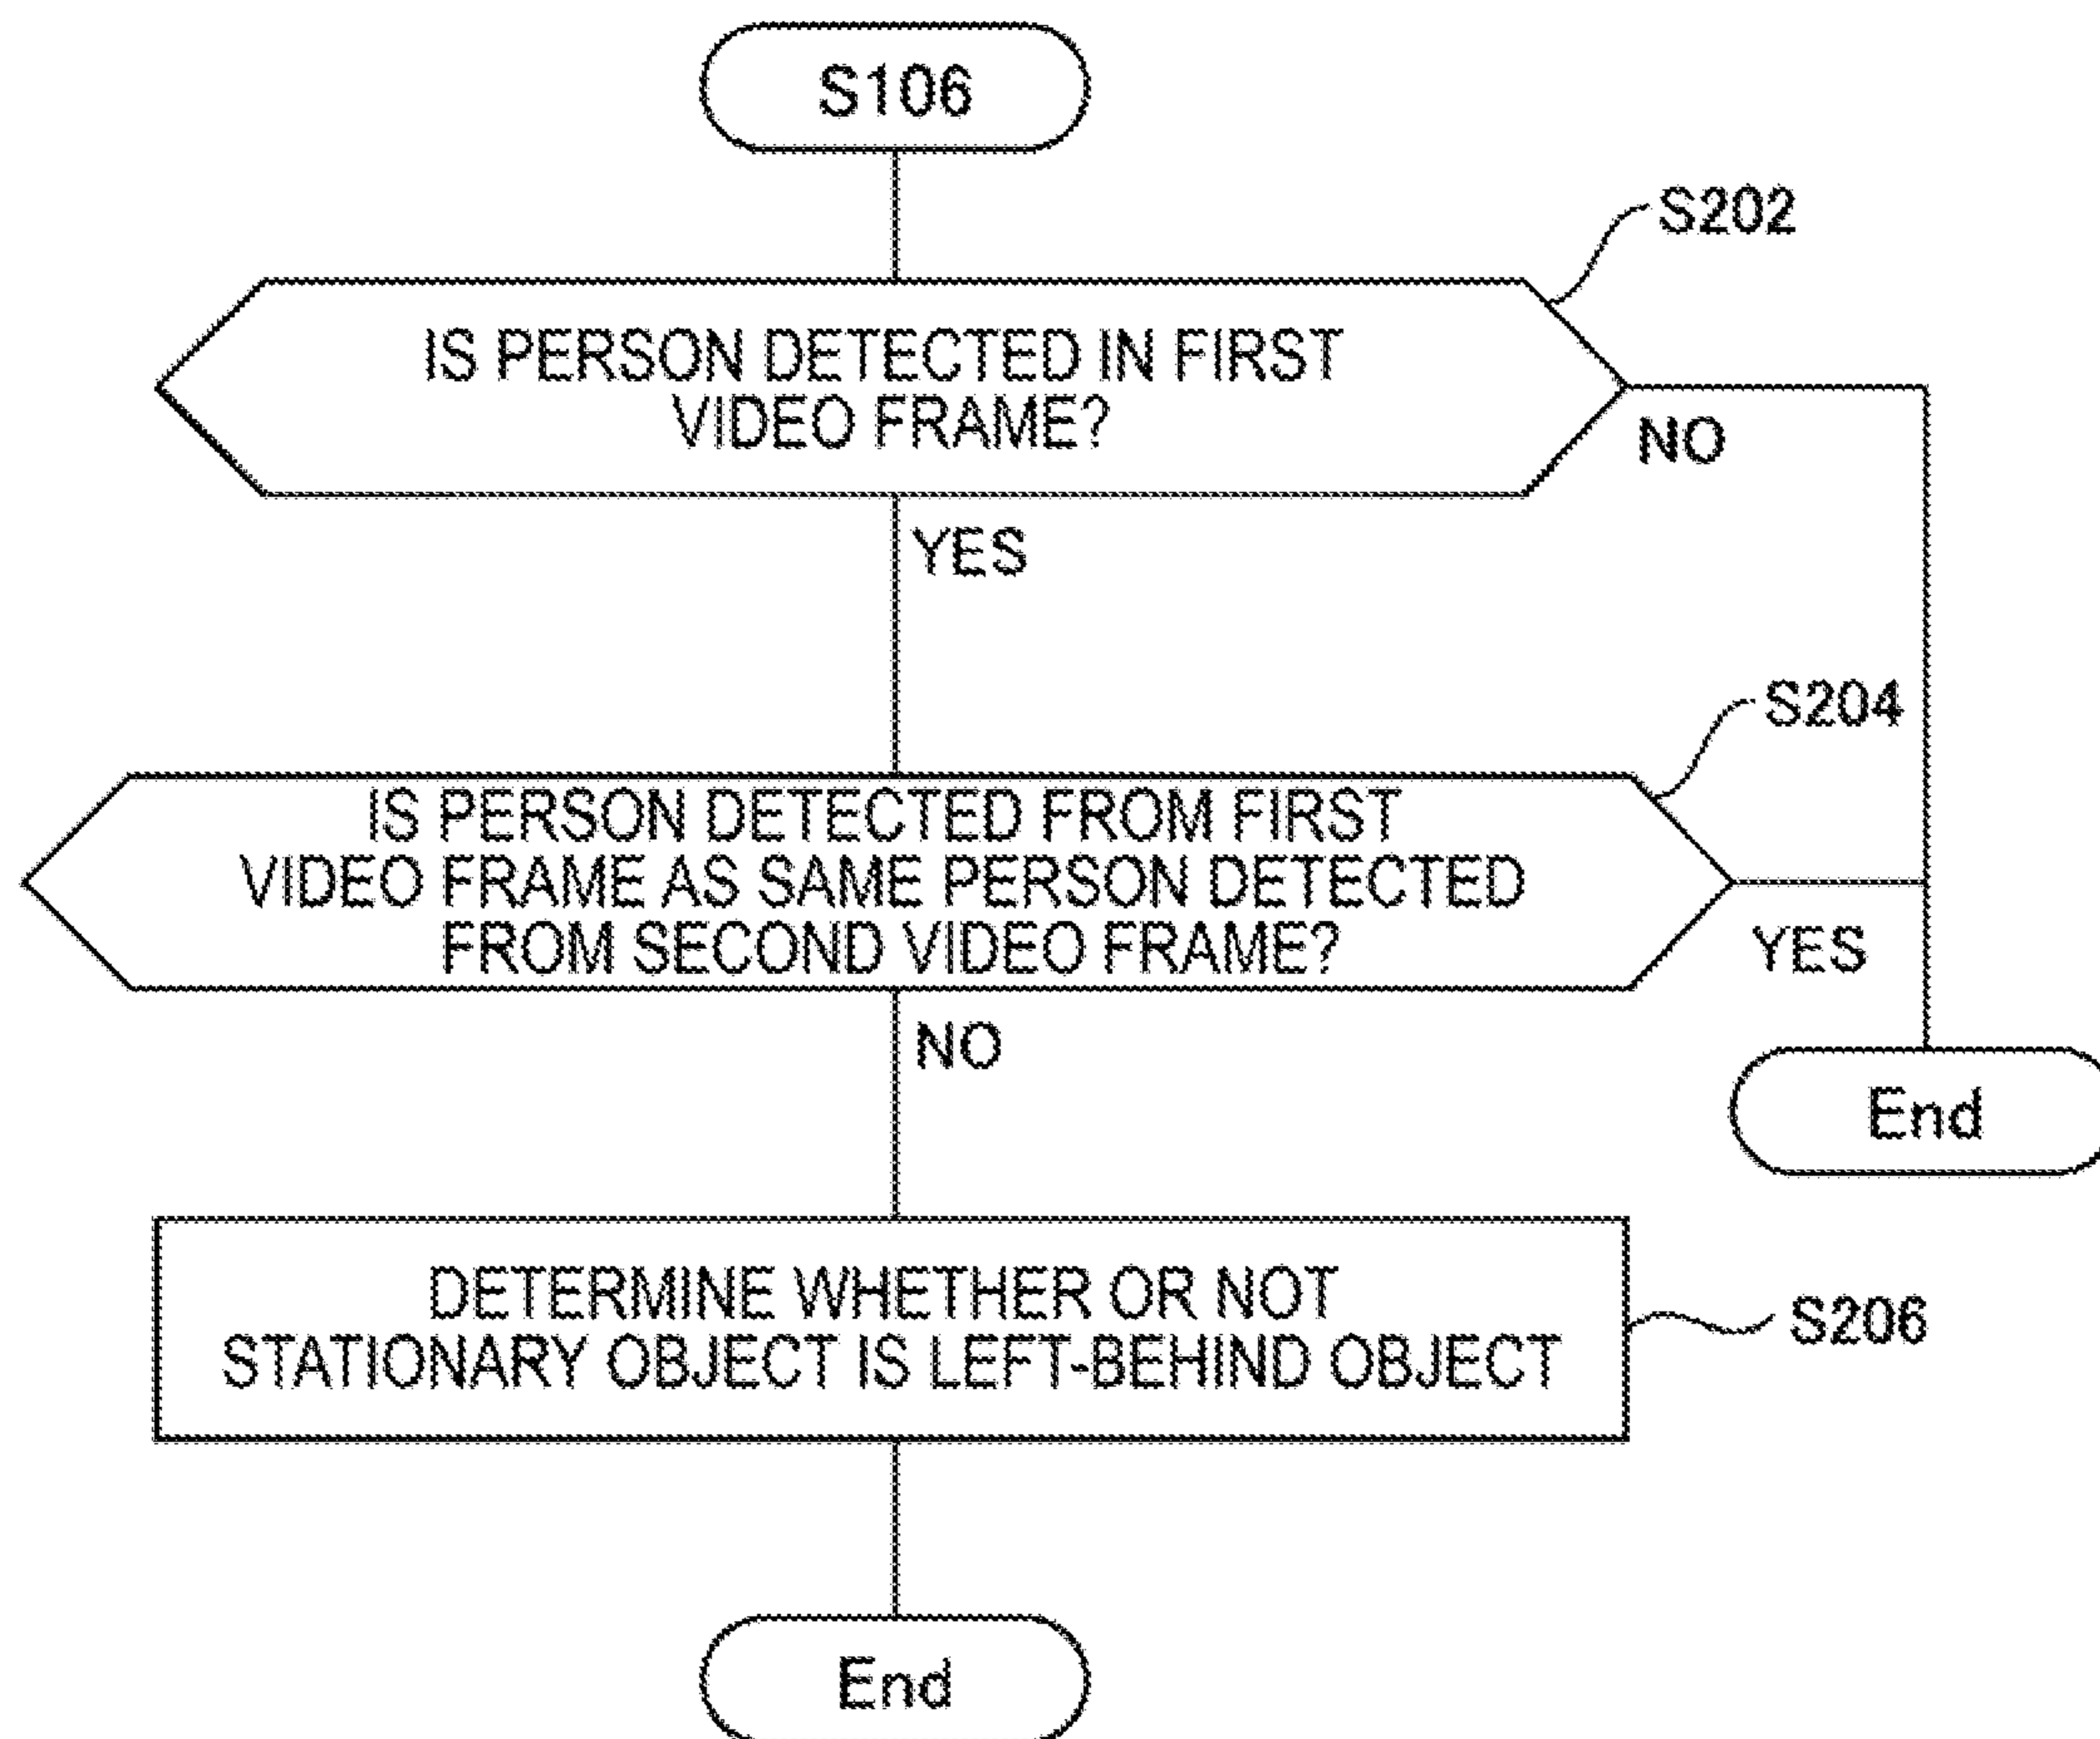 S106
S202
IS PERSON DETECTED IN FIRST
VIDEO FRAME?
NO
YES
S204
IS PERSON DETECTED FROM FIRST
VIDEO FRAME AS SAME PERSON DETECTED
FROM SECOND VIDEO FRAME?
YES
NO
End
DETERMINE WHETHER OR NOT
STATIONARY OBJECT IS LEFT-BEHIND OBJECT
S206
End